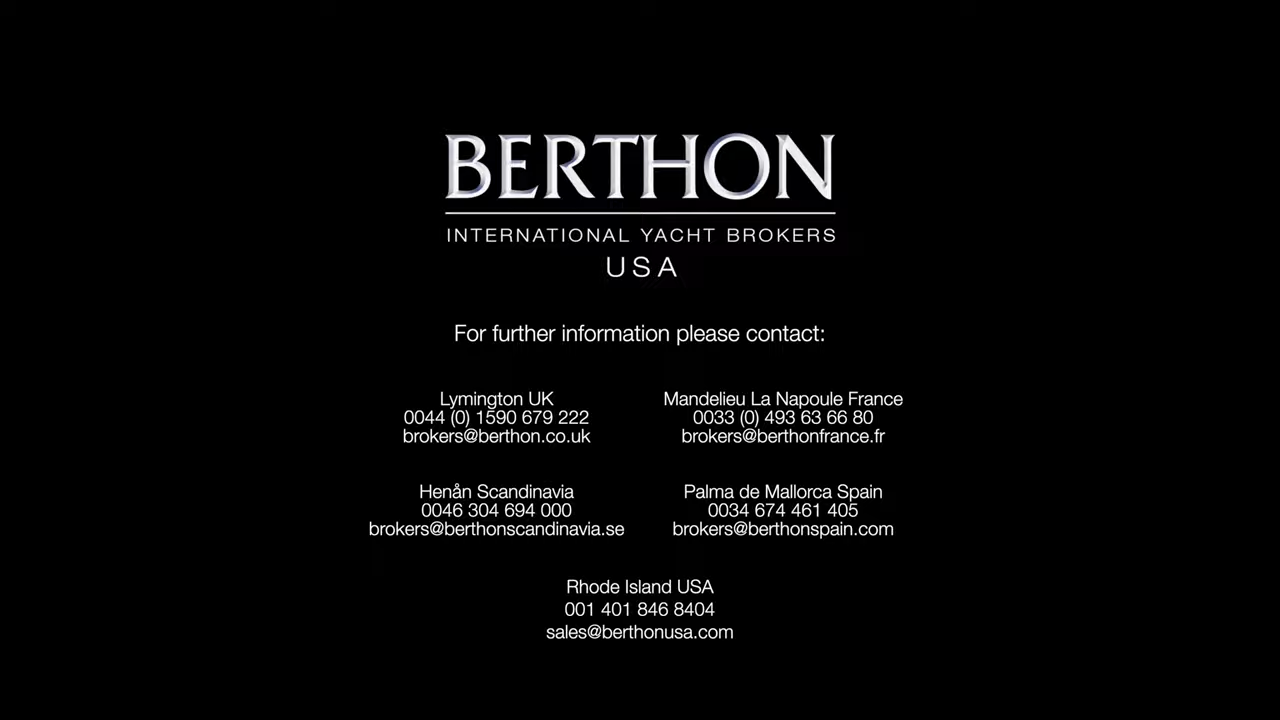 BERTHON
INTERNATIONAL YACHT BROKERS
USA
For further information please contact:
Lymington UK
0044 (0) 1590 679 222
brokers@berthon.co.uk
Mandelieu La Napoule France
0033 (0) 493 63 66 80
brokers@berthonfrance.fr
Henån Scandinavia
0046 304 694 000
brokers@berthonscandinavia.se
Palma de Mallorca Spain
0034 674 461 405
brokers@berthonspain.com
Rhode Island USA
001 401 846 8404
sales@berthonusa.com